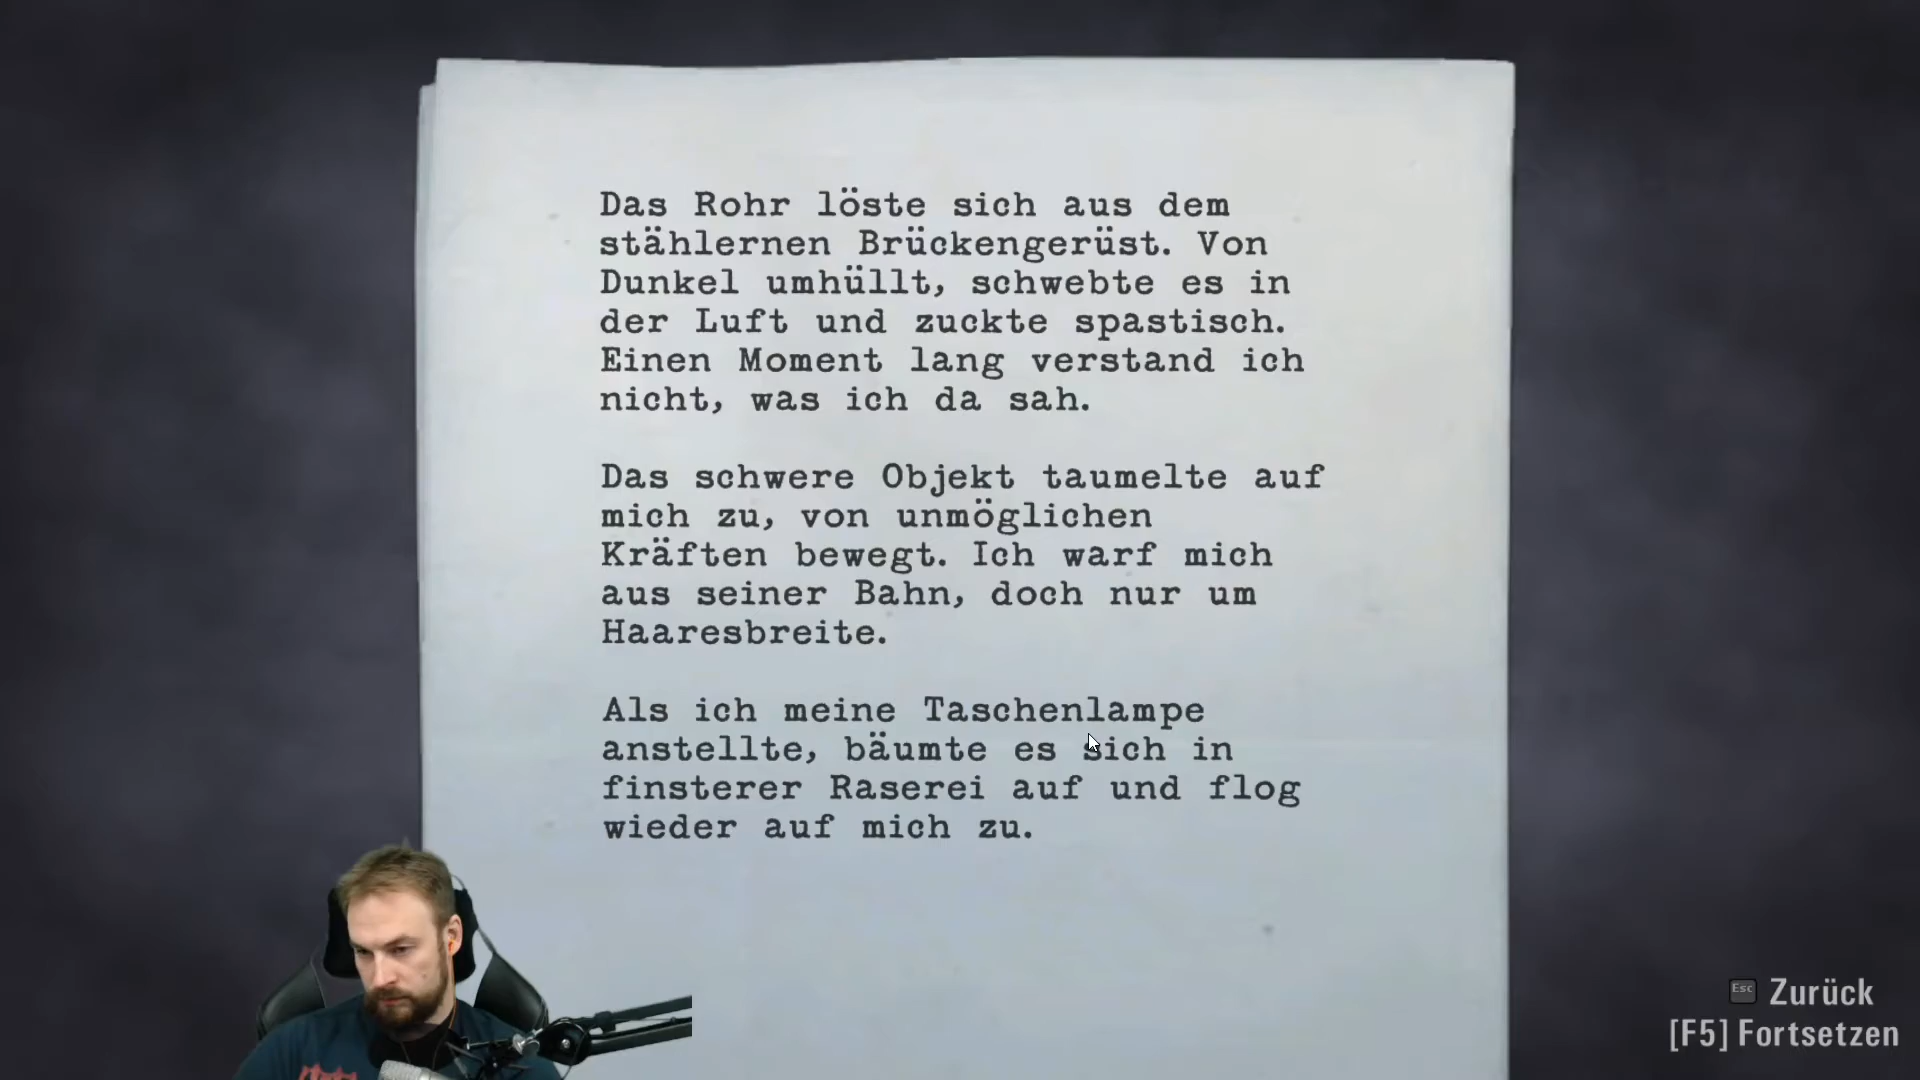 Das Rohr löste sich aus dem
stählernen Brückengerüst. Von
Dunkel umhüllt, schwebte es in
der Luft und zuckte spastisch.
Einen Moment lang verstand ich
nicht, was ich da sah.
Das schwere Objekt taumelte auf
mich zu, von unmöglichen
Kräften bewegt. Ich warf mich
aus seiner Bahn, doch nur um
Haaresbreite.
Als ich meine Taschenlampe
anstellte, bäumte es sich in
finsterer Raserei auf und flog
wieder auf mich zu.
Esc Zurück
[F5] Fortsetzen